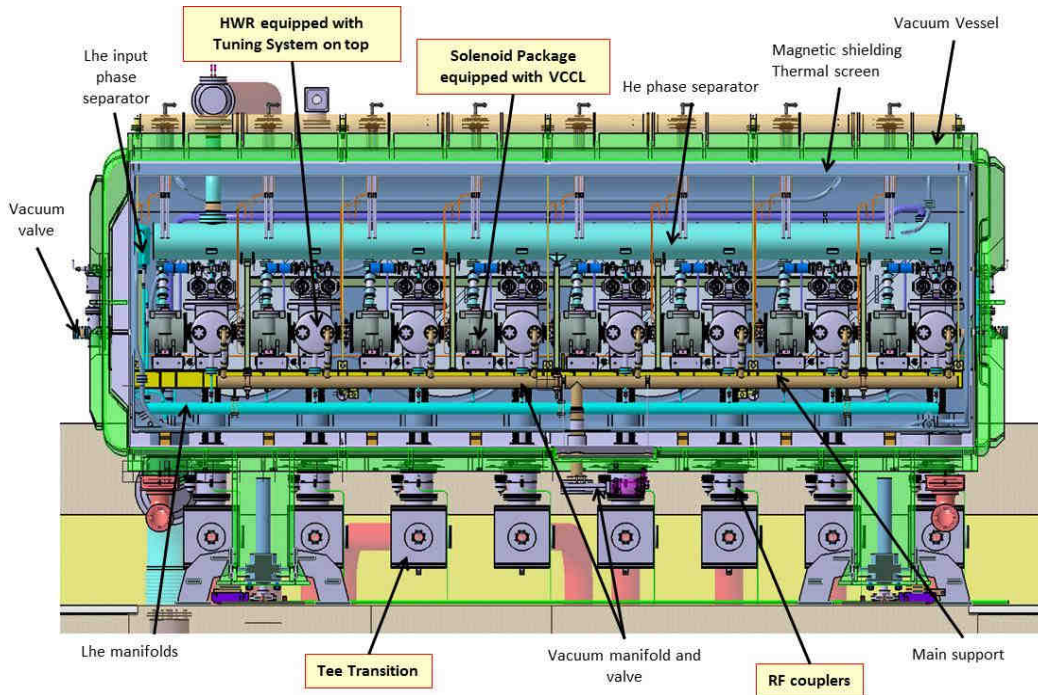 HWR equipped with
Tuning System on top
Vacuum Vessel
Lhe input
phase
separator
Solenoid Package
equipped with VCCL
Magnetic shielding
Thermal screen
He phase separator
Vacuum
valve
Lhe manifolds
Tee Transition
Vacuum manifold and
valve
RF couplers
Main support